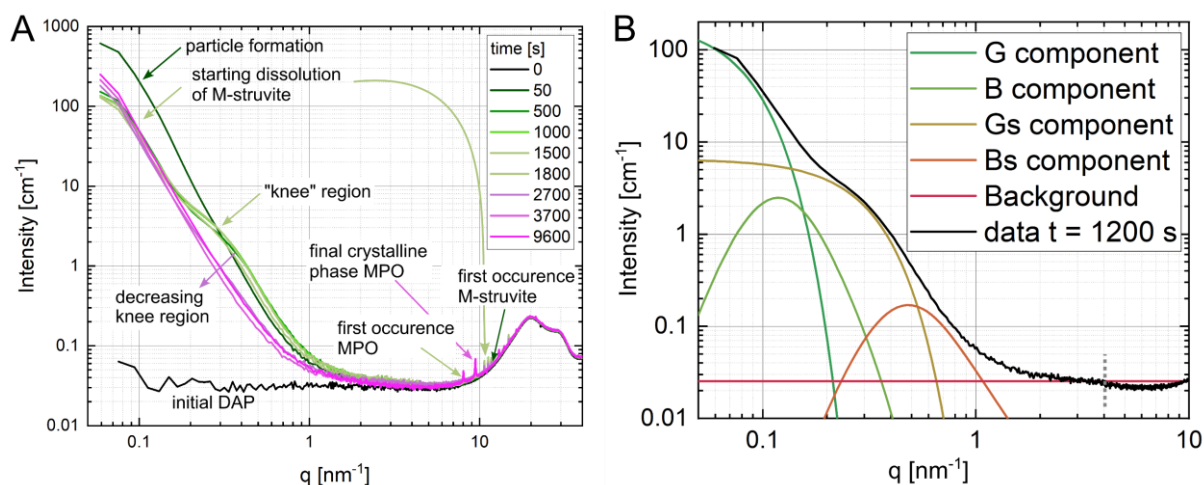 A
1000
100
10
1
0.1
0.01
Intensity [cm⁻¹]
0.1
1
10
q [nm⁻¹]
particle formation
starting dissolution
of M-struvite
"knee" region
decreasing
knee region
final crystalline
phase MPO
first occurence
M-struvite
first occurence
MPO
initial DAP
time [s]
0
50
500
1000
1500
1800
2700
3700
9600
B
100
10
1
0.1
0.01
Intensity [cm⁻¹]
0.1
1
10
q [nm⁻¹]
G component
B component
Gs component
Bs component
Background
data t = 1200 s